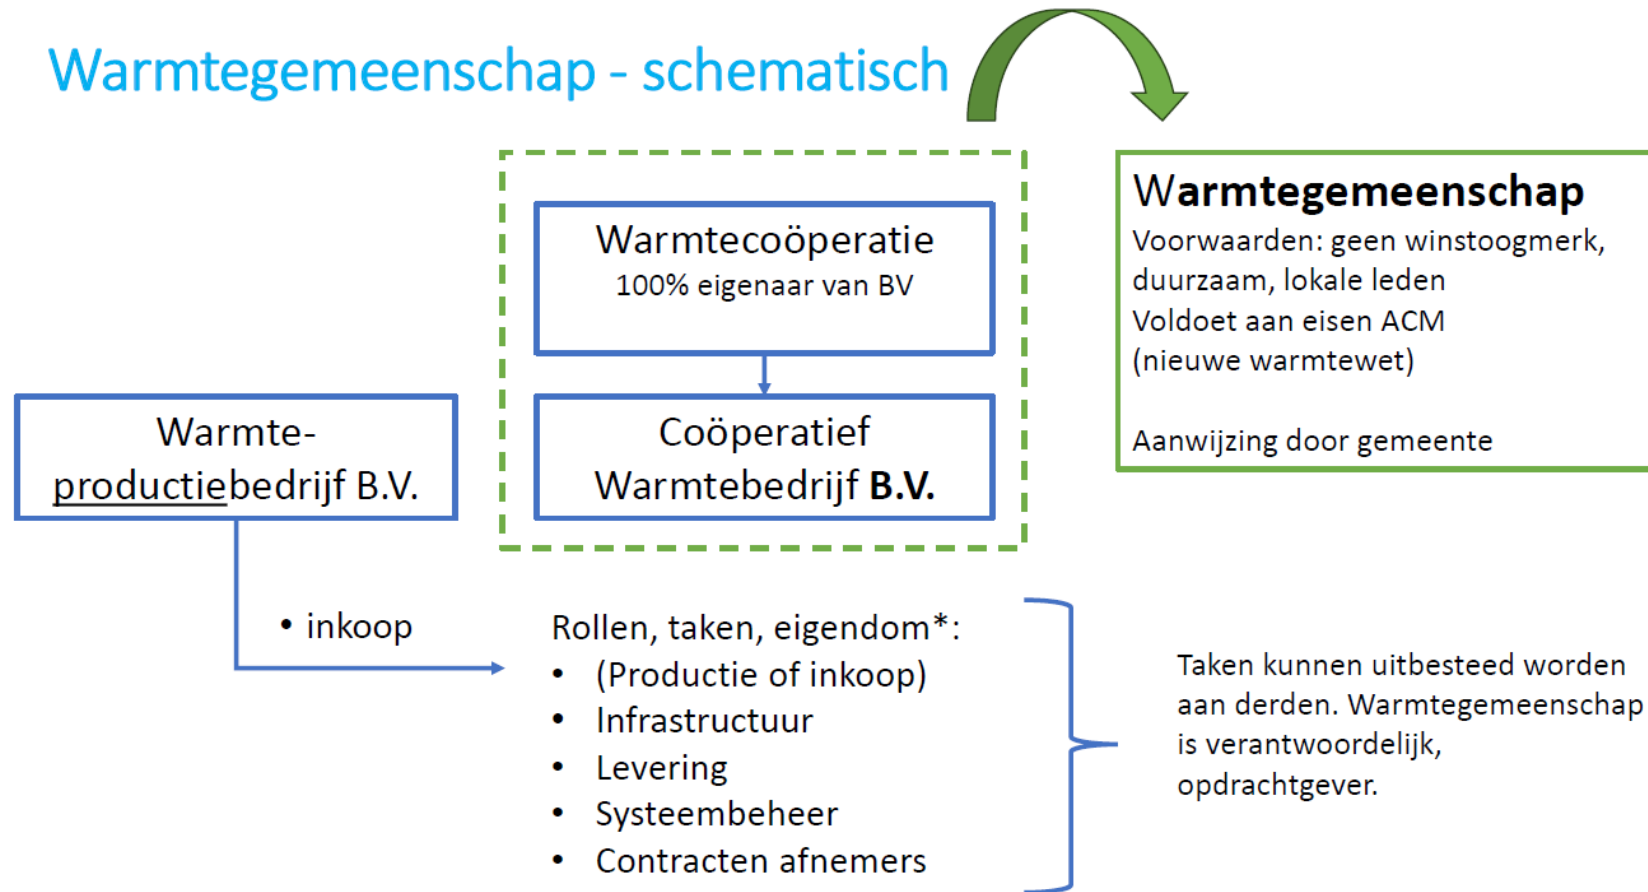 Warmtegemeenschap - schematisch
Warmtecoöperatie
100% eigenaar van BV
Warmtegemeenschap
Voorwaarden: geen winstoogmerk,
duurzaam, lokale leden
Voldoet aan eisen ACM
(nieuwe warmtewet)
Aanwijzing door gemeente
Warmte-
productiebedrijf B.V.
Coöperatief
Warmtebedrijf B.V.
• inkoop
Rollen, taken, eigendom*:
• (Productie of inkoop)
• Infrastructuur
• Levering
• Systeembeheer
• Contracten afnemers
Taken kunnen uitbesteed worden
aan derden. Warmtegemeenschap
is verantwoordelijk,
opdrachtgever.